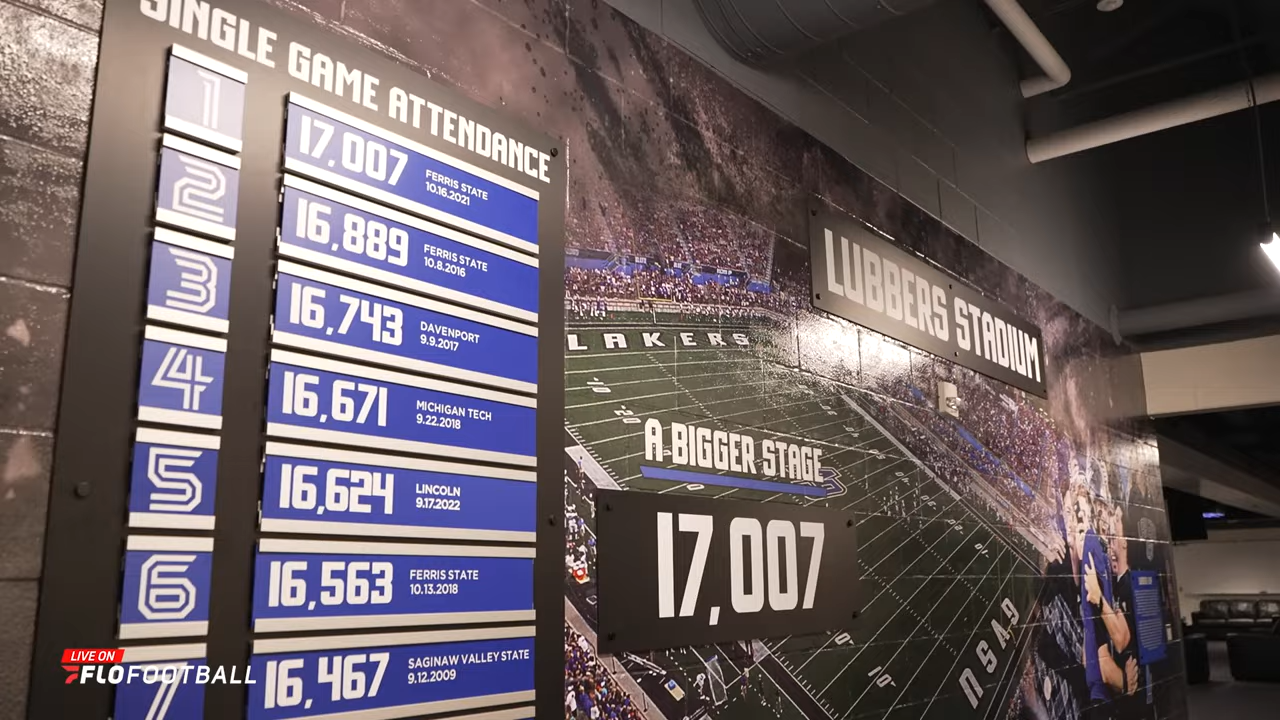 SINGLE GAME ATTENDANCE
1
17,007
FERRIS STATE
10.16.2021
2
16,889
FERRIS STATE
10.8.2016
3
16,743
DAVENPORT
9.9.2017
4
16,671
MICHIGAN TECH
9.22.2018
5
16,624
LINCOLN
9.17.2022
6
16,563
FERRIS STATE
10.13.2018
7
16,467
SAGINAW VALLEY STATE
9.12.2009
LUBBERS STADIUM
LAKERS
A BIGGER STAGE
17,007
LIVE ON
FLOFOOTBALL